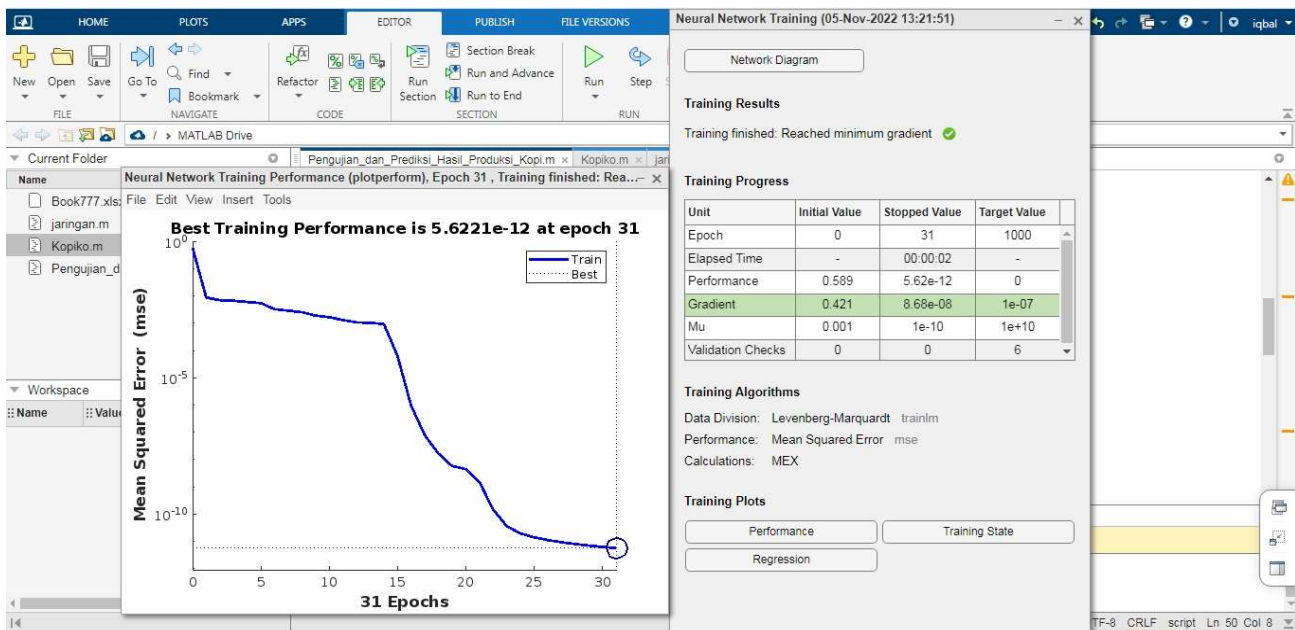 HOME PLOTS APPS EDITOR PUBLISH FILE VERSIONS
iqbal
New Open Save
Go To
Find
Bookmark
Refactor
Run Section
Section Break
Run and Advance
Run to End
Run Step
FILE NAVIGATE CODE SECTION RUN
/ > MATLAB Drive
Current Folder
Name
jaringan.m
Kopiko.m
Workspace
Name
Pengujian_dan_Prediksi_Hasil_Produksi_Kopi.m × Kopiko.m ×
Neural Network Training Performance (plotperform), Epoch 31 , Training finished: Rea...
File Edit View Insert Tools
Best Training Performance is 5.6221e-12 at epoch 31
Train
Best
Mean Squared Error (mse)
10^0
10^-5
10^-10
0 5 10 15 20 25 30
31 Epochs
Neural Network Training (05-Nov-2022 13:21:51)
Network Diagram
Training Results
Training finished: Reached minimum gradient
Training Progress
Unit Initial Value Stopped Value Target Value
Epoch 0 31 1000
Elapsed Time - 00:00:02 -
Performance 0.589 5.62e-12 0
Gradient 0.421 8.68e-08 1e-07
Mu 0.001 1e-10 1e+10
Validation Checks 0 0 6
Training Algorithms
Data Division: Levenberg-Marquardt trainlm
Performance: Mean Squared Error mse
Calculations: MEX
Training Plots
Performance
Training State
Regression
TF-8 CRLF script Ln 50 Col 8